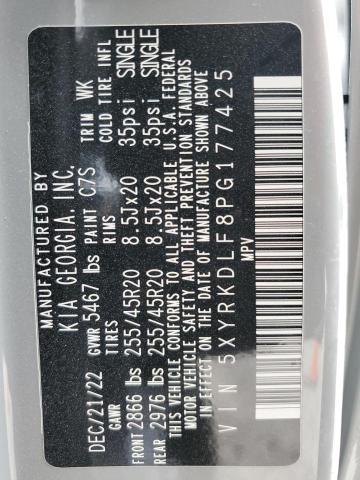 MANUFACTURED BY
KIA GEORGIA, INC.
DEC/21/22 GVWR 5467 lbs PAINT C7S TRIM WK
GAWR TIRES RIMS COLD TIRE INFL
FRONT 2866 lbs 255/45R20 8.5Jx20 35psi SINGLE
REAR 2976 lbs 255/45R20 8.5Jx20 35psi SINGLE
THIS VEHICLE CONFORMS TO ALL APPLICABLE U.S.A. FEDERAL
MOTOR VEHICLE SAFETY AND THEFT PREVENTION STANDARDS
IN EFFECT ON THE DATE OF MANUFACTURE SHOWN ABOVE
VIN 5XYRKDLF8PG177425
MPV